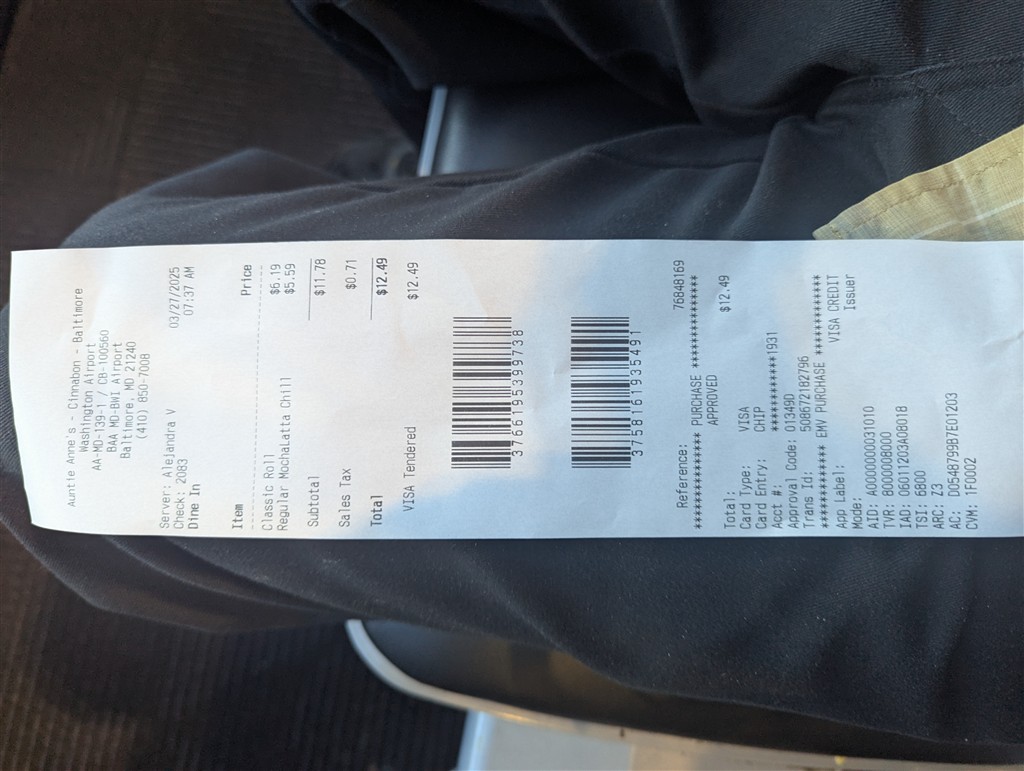 Auntie Anne's - Cinnabon - Baltimore
Washington Airport
AA-MD-139-1 / CB-100560
BAA MD-BWI Airport
Baltimore, MD 21240
(410) 850-7008
Server: Alejandra V 03/27/2025
Check: 2083 07:37 AM
Dine In
Item Price
Classic Roll $6.19
Regular MochaLatta Chill $5.59
Subtotal $11.78
Sales Tax $0.71
Total $12.49
VISA Tendered $12.49
3766195399738
3758161935491
Reference: 76848169
************** PURCHASE **************
APPROVED
Total: $12.49
Card Type: VISA
Card Entry: CHIP
Acct #: ************1931
Approval Code: 01349D
Trans Id: 508672182796
************ EMV PURCHASE ************
App Label: VISA CREDIT
Mode: Issuer
AID: A0000000031010
TVR: 8000008000
IAD: 06011203A08018
TSI: 6800
ARC: Z3
AC: D054879B87E01203
CVM: 1F0002